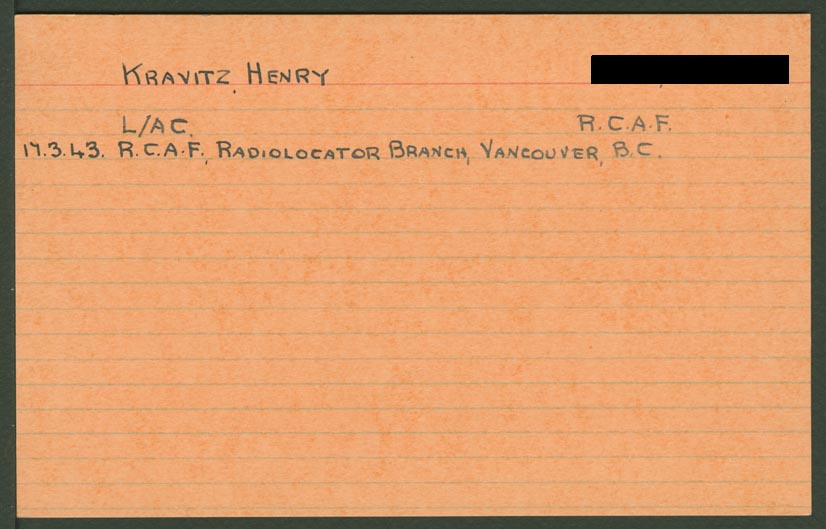 KRAVITZ, HENRY
L/AC. R.C.A.F.
17.3.43. R.C.A.F., RADIOLOCATOR BRANCH, VANCOUVER, B.C.